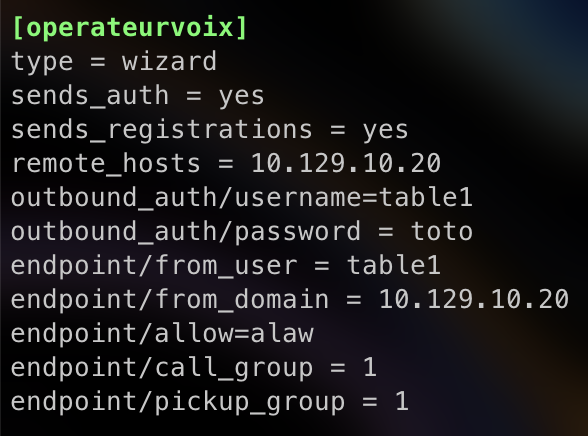 [operateurvoix]
type = wizard
sends_auth = yes
sends_registrations = yes
remote_hosts = 10.129.10.20
outbound_auth/username=table1
outbound_auth/password = toto
endpoint/from_user = table1
endpoint/from_domain = 10.129.10.20
endpoint/allow=alaw
endpoint/call_group = 1
endpoint/pickup_group = 1